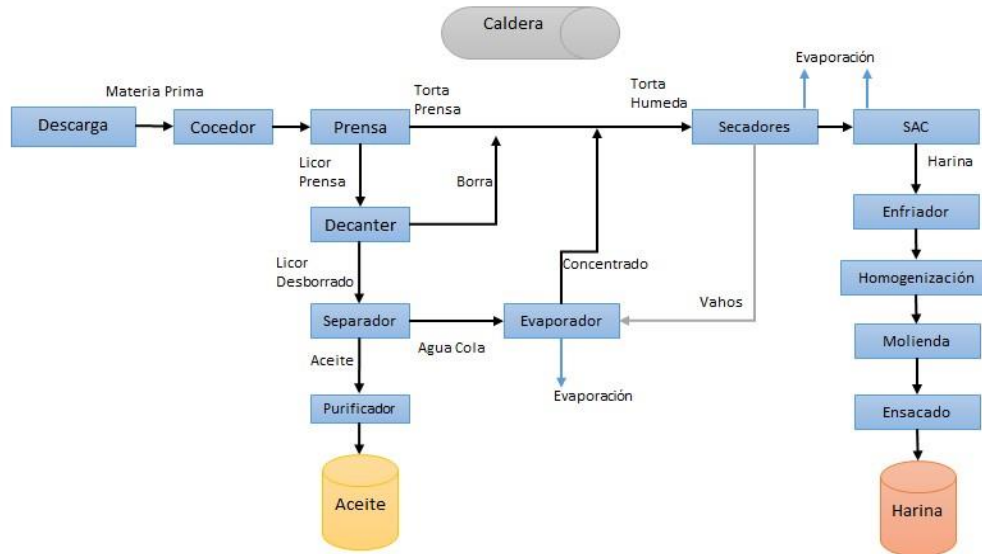 Caldera
Evaporación
Materia Prima
Torta
Prensa
Torta
Humeda
Descarga
Cocedor
Prensa
Secadores
SAC
Licor
Prensa
Borra
Harina
Decanter
Enfriador
Licor
Desborrado
Concentrado
Homogenización
Vahos
Separador
Evaporador
Agua Cola
Molienda
Aceite
Evaporación
Purificador
Ensacado
Aceite
Harina